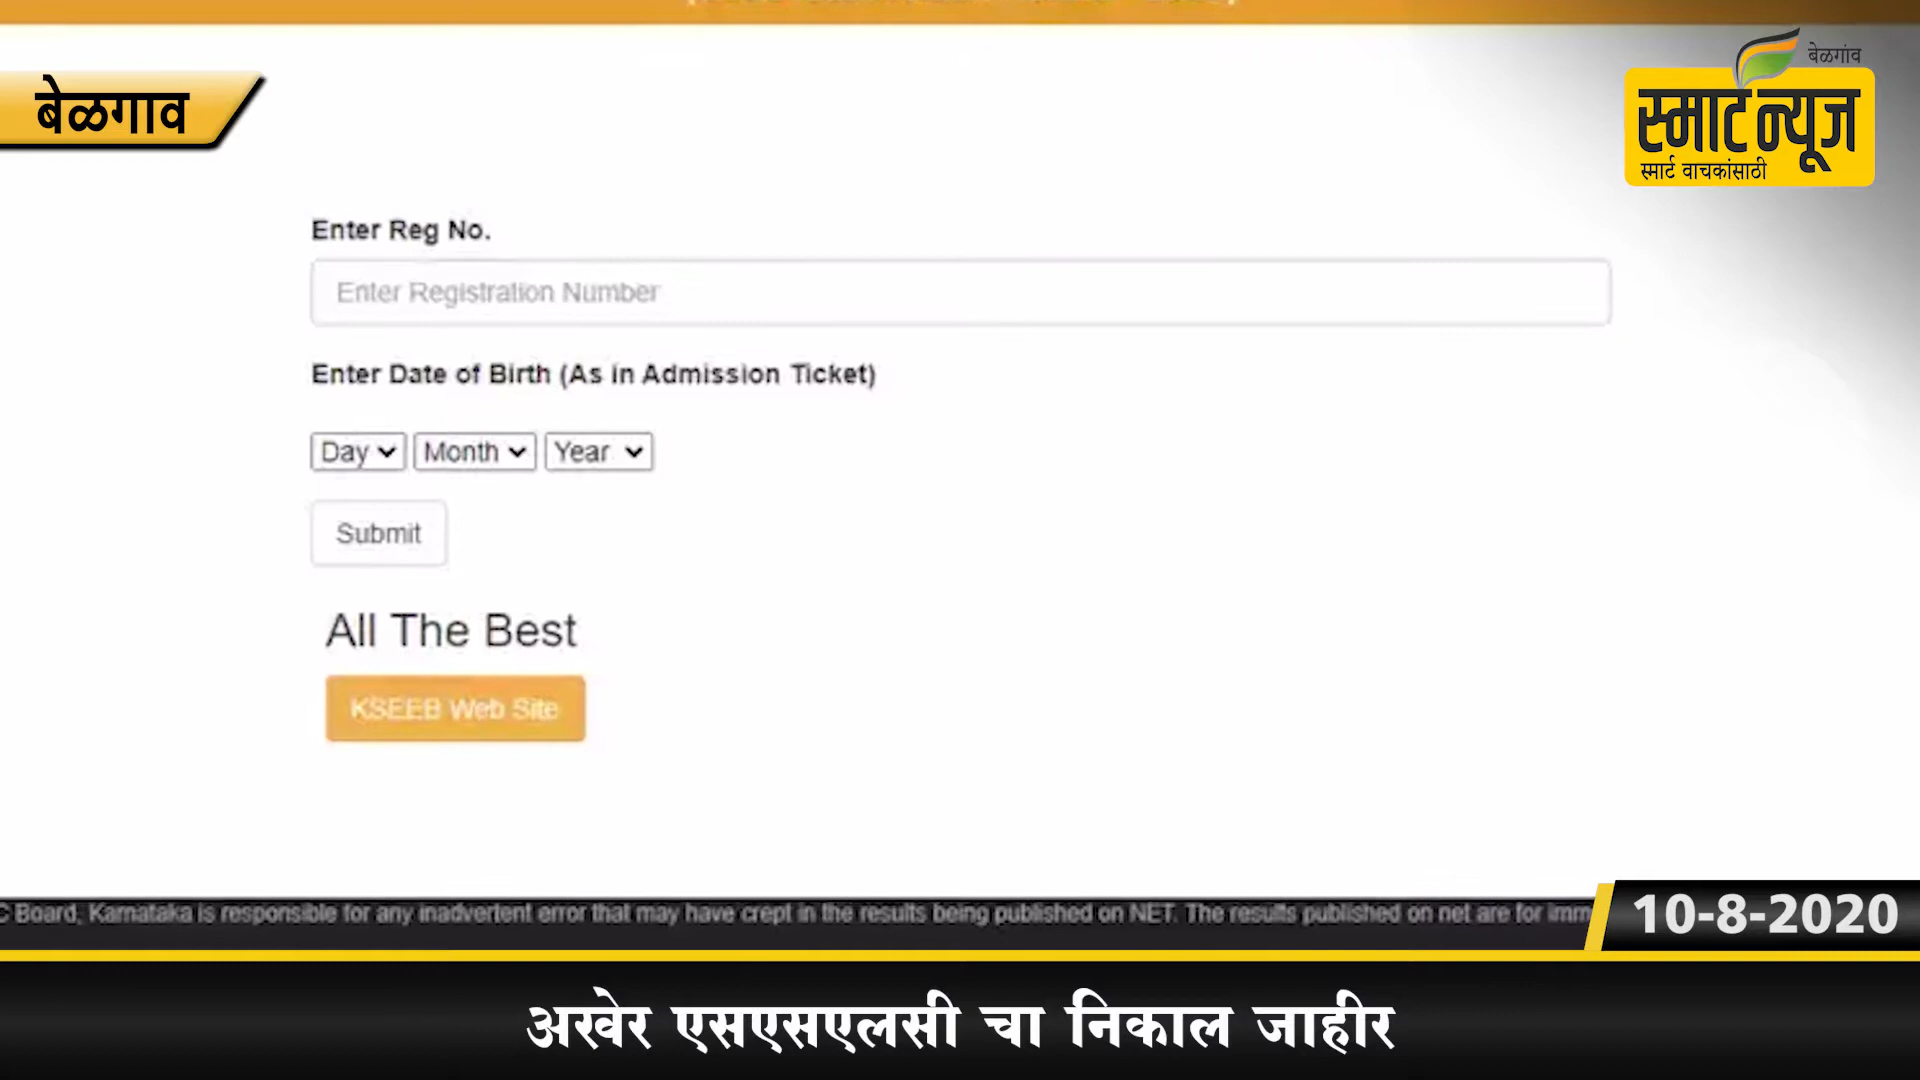 बेळगांव
बेळगाव
स्मार्ट न्यूज
स्मार्ट वाचकांसाठी
Enter Reg No.
Enter Registration Number
Enter Date of Birth (As in Admission Ticket)
Day Month Year
Submit
All The Best
KSEEB Web Site
Board, Karnataka is responsible for any inadvertent error that may have crept in the results being published on NET. The results published on net are for imm
10-8-2020
अखेर एसएसएलसी चा निकाल जाहीर